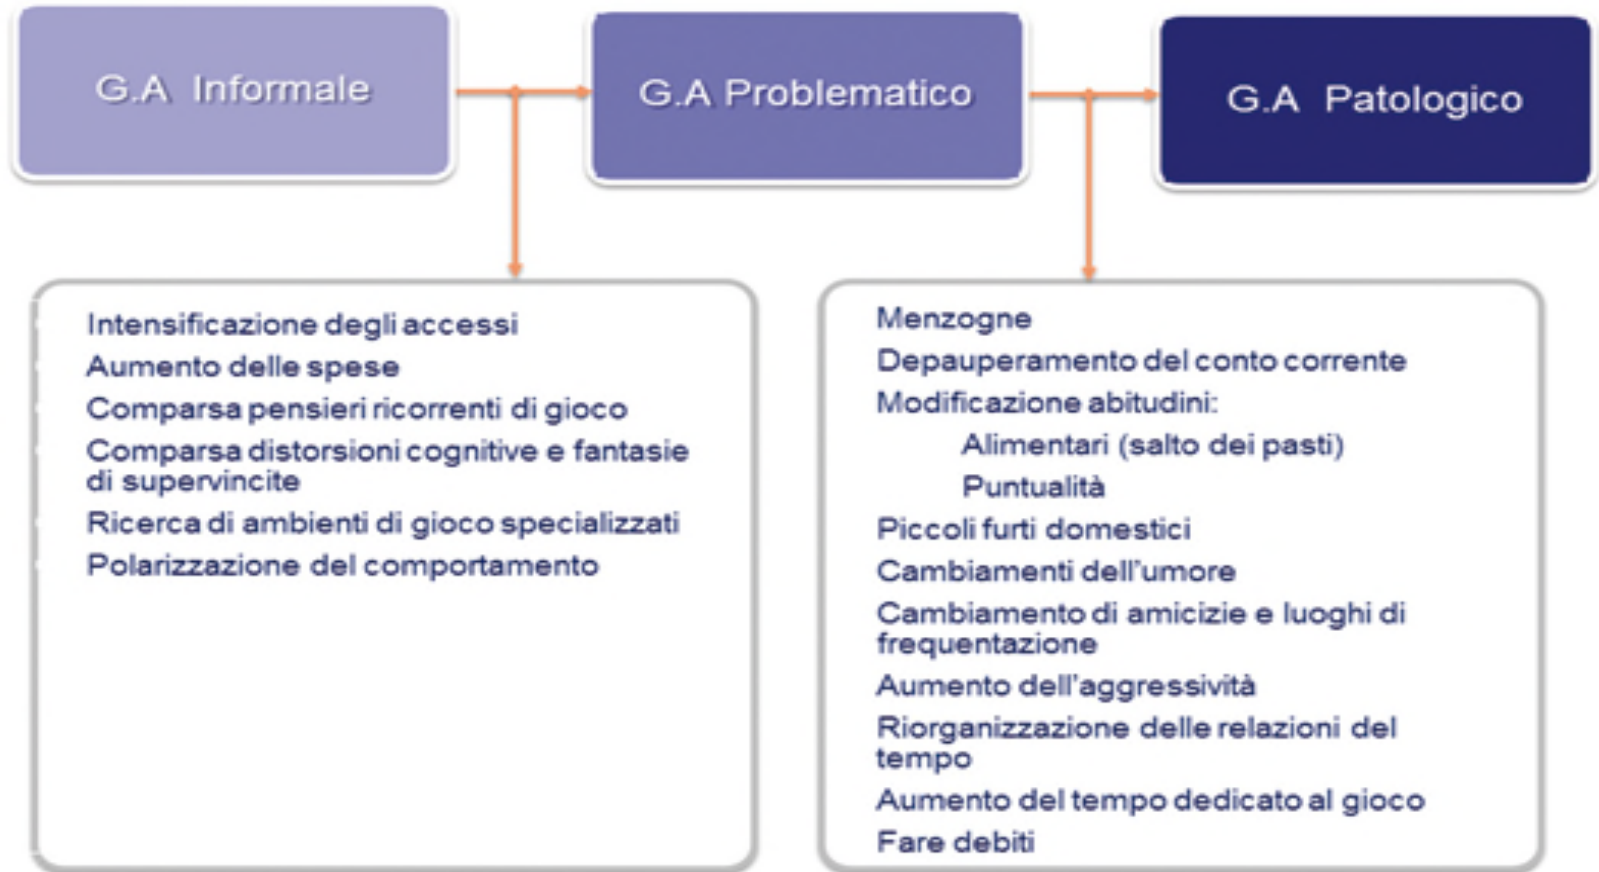 G.A Informale
G.A Problematico
G.A Patologico
Intensificazione degli accessi
Aumento delle spese
Comparsa pensieri ricorrenti di gioco
Comparsa distorsioni cognitive e fantasie
di supervincite
Ricerca di ambienti di gioco specializzati
Polarizzazione del comportamento
Menzogne
Depauperamento del conto corrente
Modificazione abitudini:
Alimentari (salto dei pasti)
Puntualità
Piccoli furti domestici
Cambiamenti dell'umore
Cambiamento di amicizie e luoghi di
frequentazione
Aumento dell'aggressività
Riorganizzazione delle relazioni del
tempo
Aumento del tempo dedicato al gioco
Fare debiti